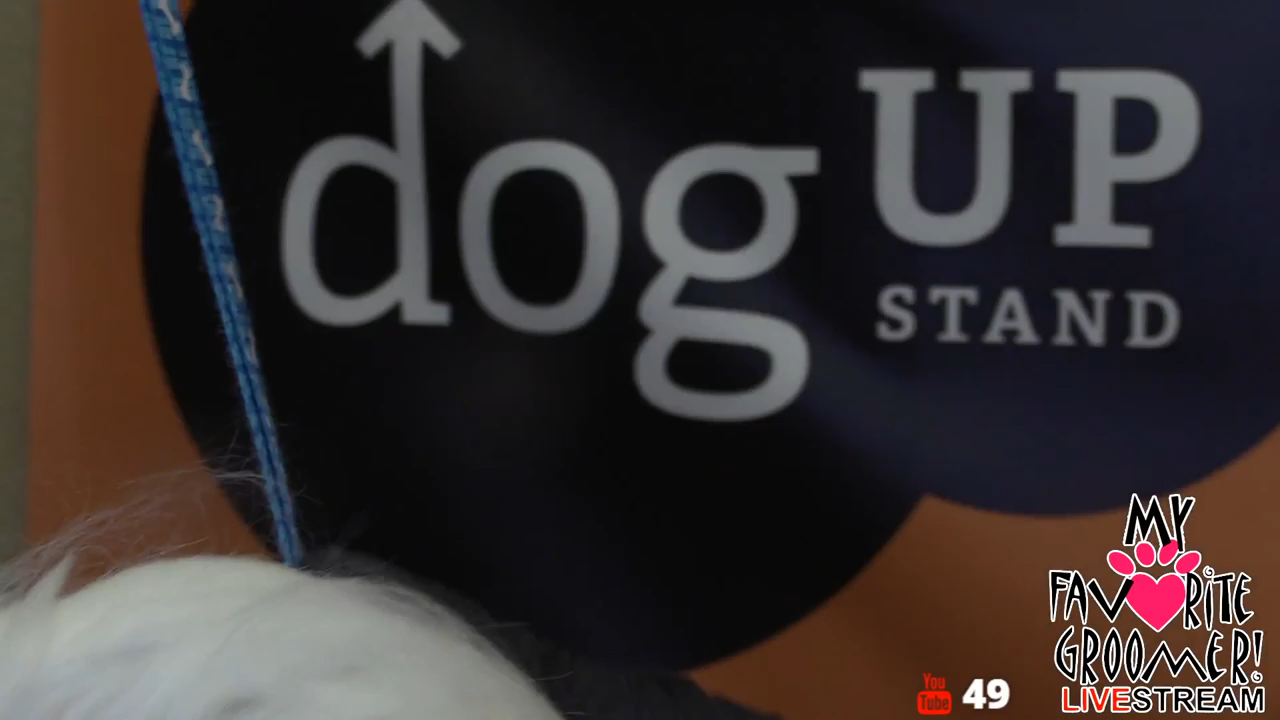 dog UP
STAND
MY
FAVORITE
GROOMER!
LIVESTREAM
You
Tube 49